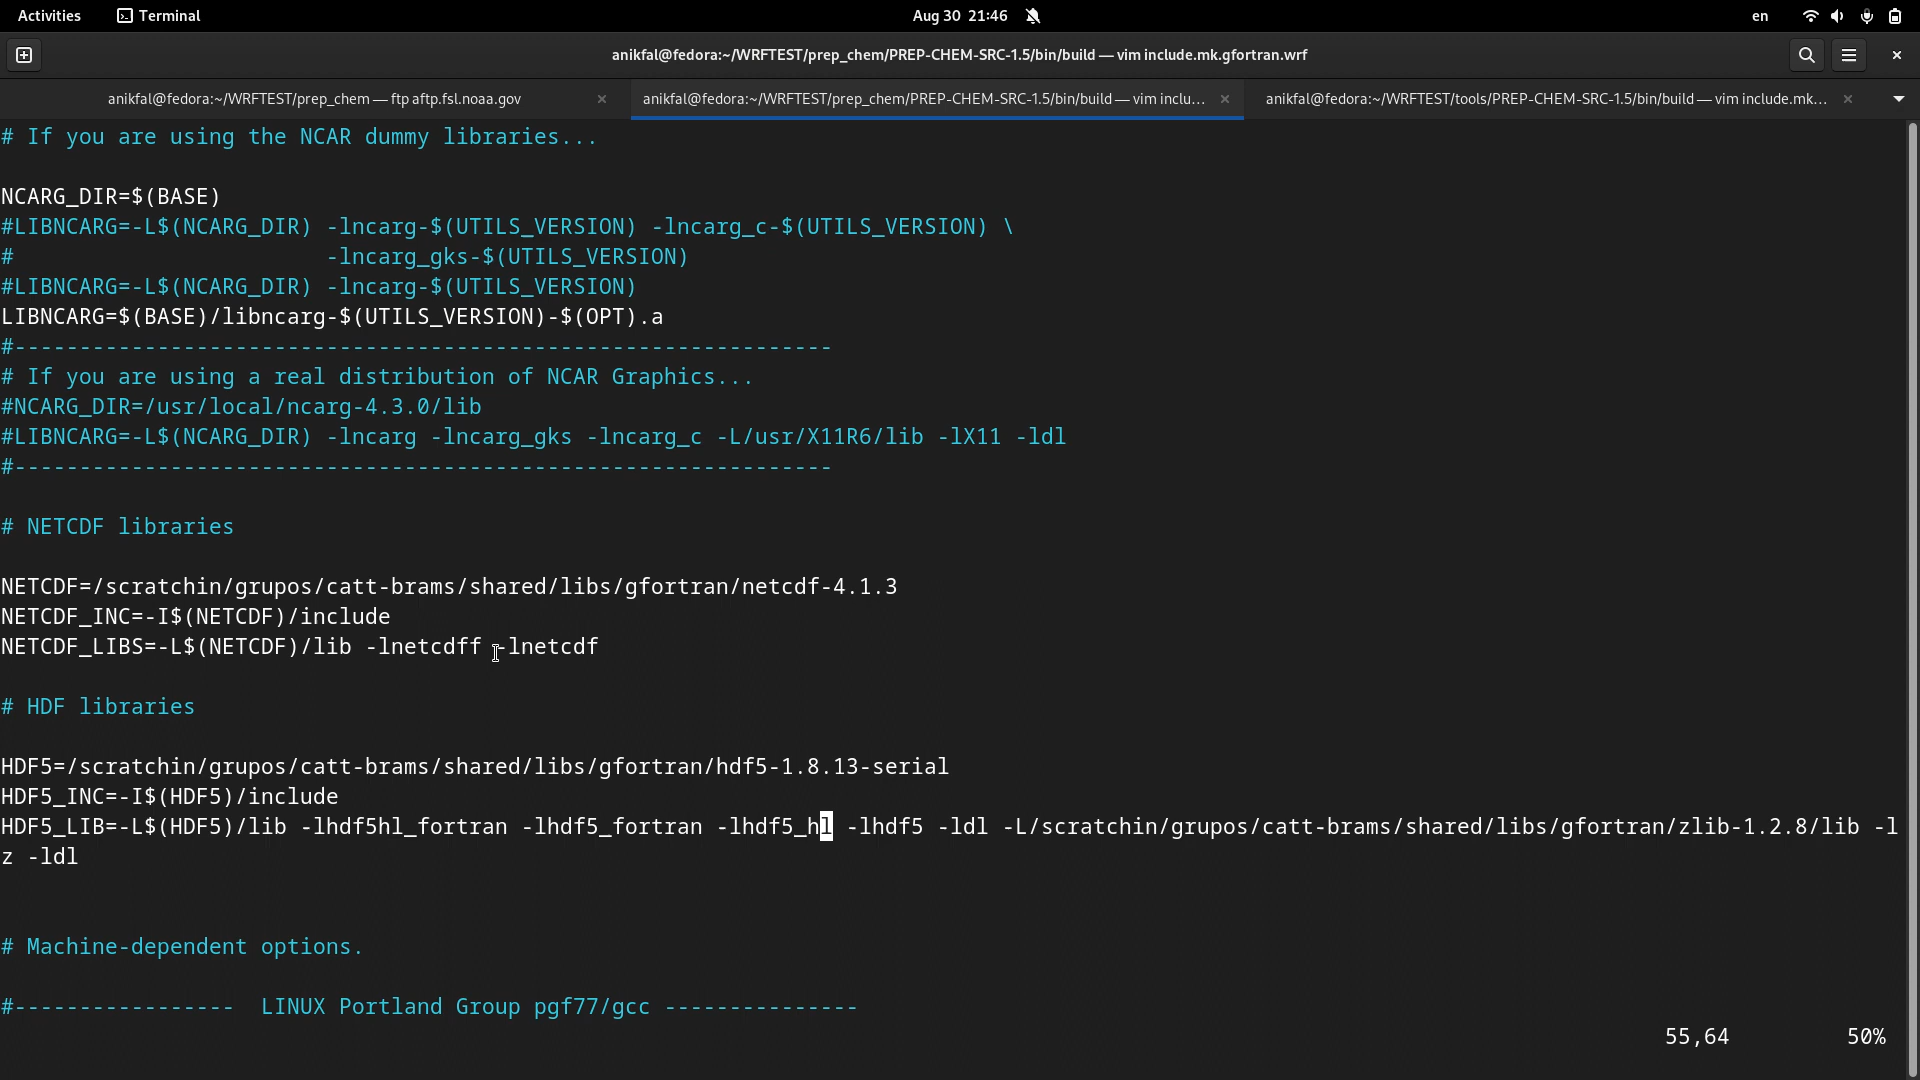 Activities Terminal Aug 30 21:46 en
anikfal@fedora:~/WRFTEST/prep_chem/PREP-CHEM-SRC-1.5/bin/build — vim include.mk.gfortran.wrf
anikfal@fedora:~/WRFTEST/prep_chem — ftp aftp.fsl.noaa.gov anikfal@fedora:~/WRFTEST/prep_chem/PREP-CHEM-SRC-1.5/bin/build — vim inclu... anikfal@fedora:~/WRFTEST/tools/PREP-CHEM-SRC-1.5/bin/build — vim include.mk...
# If you are using the NCAR dummy libraries...
NCARG_DIR=$(BASE)
#LIBNCARG=-L$(NCARG_DIR) -lncarg-$(UTILS_VERSION) -lncarg_c-$(UTILS_VERSION) \
#                        -lncarg_gks-$(UTILS_VERSION)
#LIBNCARG=-L$(NCARG_DIR) -lncarg-$(UTILS_VERSION)
LIBNCARG=$(BASE)/libncarg-$(UTILS_VERSION)-$(OPT).a
#---------------------------------------------------------------
# If you are using a real distribution of NCAR Graphics...
#NCARG_DIR=/usr/local/ncarg-4.3.0/lib
#LIBNCARG=-L$(NCARG_DIR) -lncarg -lncarg_gks -lncarg_c -L/usr/X11R6/lib -lX11 -ldl
#---------------------------------------------------------------
# NETCDF libraries
NETCDF=/scratchin/grupos/catt-brams/shared/libs/gfortran/netcdf-4.1.3
NETCDF_INC=-I$(NETCDF)/include
NETCDF_LIBS=-L$(NETCDF)/lib -lnetcdff -lnetcdf
# HDF libraries
HDF5=/scratchin/grupos/catt-brams/shared/libs/gfortran/hdf5-1.8.13-serial
HDF5_INC=-I$(HDF5)/include
HDF5_LIB=-L$(HDF5)/lib -lhdf5hl_fortran -lhdf5_fortran -lhdf5_hl -lhdf5 -ldl -L/scratchin/grupos/catt-brams/shared/libs/gfortran/zlib-1.2.8/lib -l
z -ldl
# Machine-dependent options.
#-----------------  LINUX Portland Group pgf77/gcc ---------------
55,64 50%